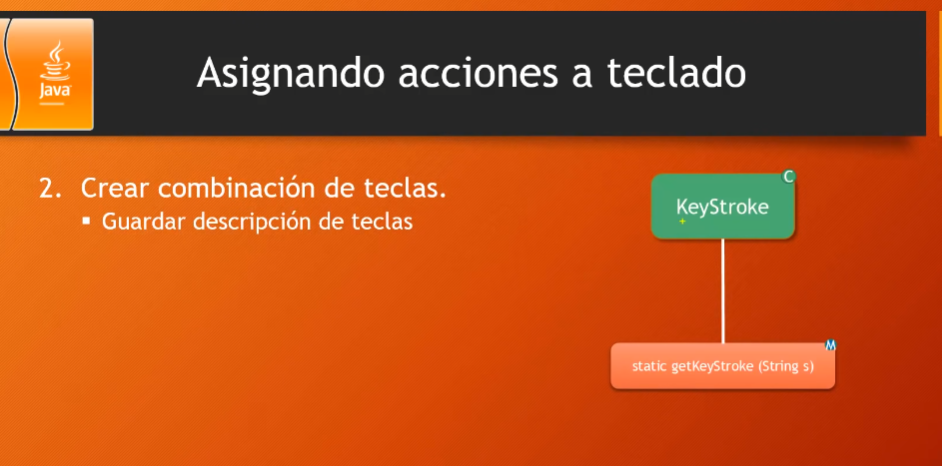 Java
Asignando acciones a teclado
2. Crear combinación de teclas.
▪ Guardar descripción de teclas
C
KeyStroke
M
static getKeyStroke (String s)